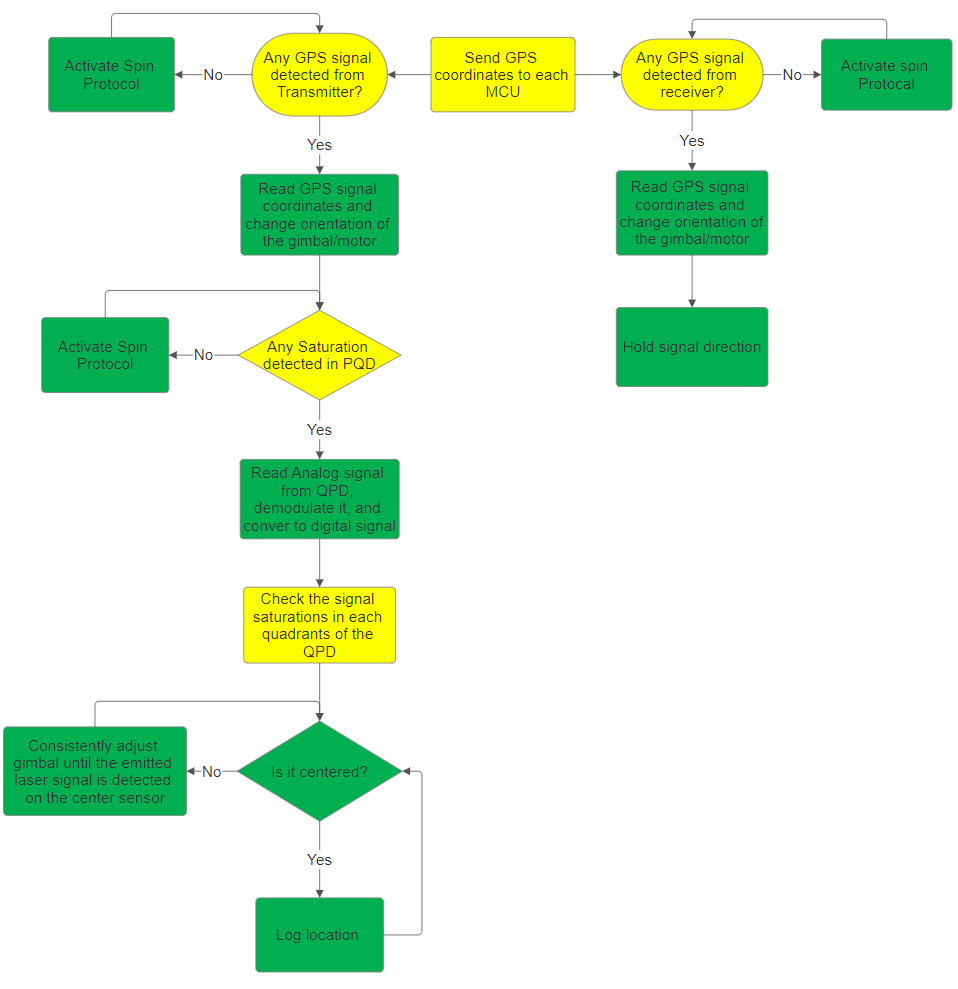 Activate Spin
Protocol
No
Any GPS signal
detected from
Transmitter?
Send GPS
coordinates to each
MCU
Any GPS signal
detected from
receiver?
No
Activate spin
Protocal
Yes
Yes
Read GPS signal
coordinates and
change orientation of
the gimbal/motor
Read GPS signal
coordinates and
change orientation of
the gimbal/motor
Activate Spin
Protocol
No
Any Saturation
detected in PQD
Hold signal direction
Yes
Read Analog signal
from QPD,
demodulate it, and
conver to digital signal
Check the signal
saturations in each
quadrants of the
QPD
Consistently adjust
gimbal until the emitted
laser signal is detected
on the center sensor
No
Is it centered?
Yes
Log location